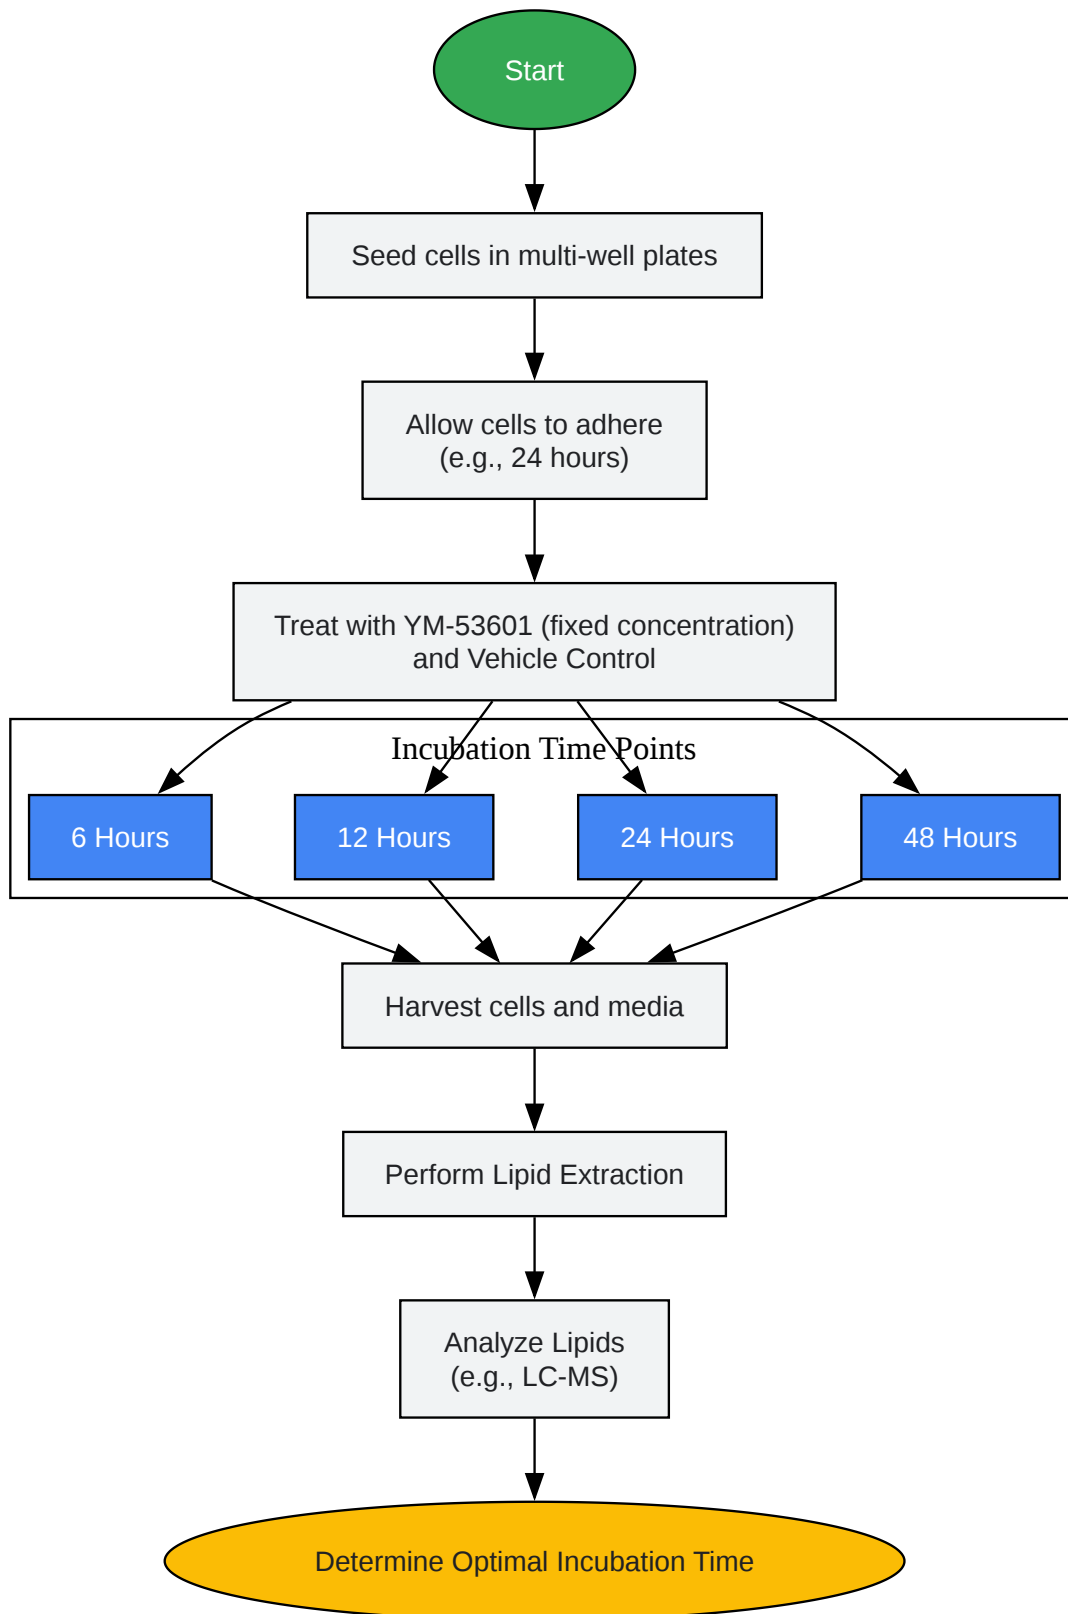 Start
Seed cells in multi-well plates
Allow cells to adhere
(e.g., 24 hours)
Treat with YM-53601 (fixed concentration)
and Vehicle Control
Incubation Time Points
6 Hours
12 Hours
24 Hours
48 Hours
Harvest cells and media
Perform Lipid Extraction
Analyze Lipids
(e.g., LC-MS)
Determine Optimal Incubation Time